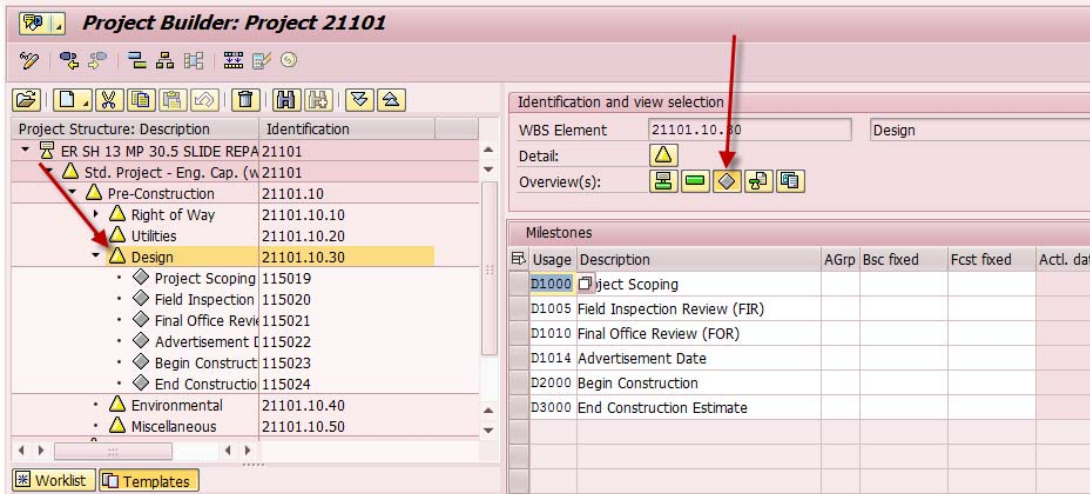 Project Builder: Project 21101
Identification and view selection
WBS Element 21101.10.30 Design
Detail:
Overview(s):
Project Structure: Description Identification
ER SH 13 MP 30.5 SLIDE REPA 21101
Std. Project - Eng. Cap. (w 21101
Pre-Construction 21101.10
Right of Way 21101.10.10
Utilities 21101.10.20
Design 21101.10.30
Project Scoping 115019
Field Inspection 115020
Final Office Revie 115021
Advertisement D 115022
Begin Construct 115023
End Constructio 115024
Environmental 21101.10.40
Miscellaneous 21101.10.50
Worklist Templates
Milestones
Usage Description AGrp Bsc fixed Fcst fixed Actl. dat
D1000 ject Scoping
D1005 Field Inspection Review (FIR)
D1010 Final Office Review (FOR)
D1014 Advertisement Date
D2000 Begin Construction
D3000 End Construction Estimate